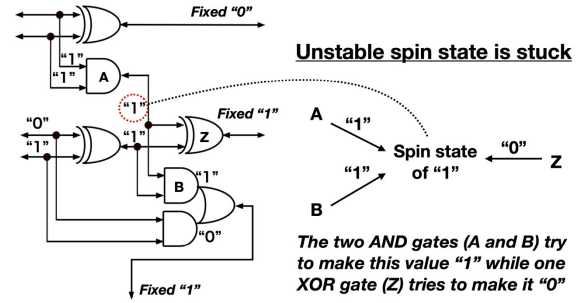 Fixed “0”
“1”
“1”
A
“1”
Fixed “1”
“0”
“1”
“1”
Z
B
“1”
“0”
Fixed “1”
Unstable spin state is stuck
A
“1”
“0”
Spin state
of “1”
Z
“1”
B
The two AND gates (A and B) try
to make this value “1” while one
XOR gate (Z) tries to make it “0”